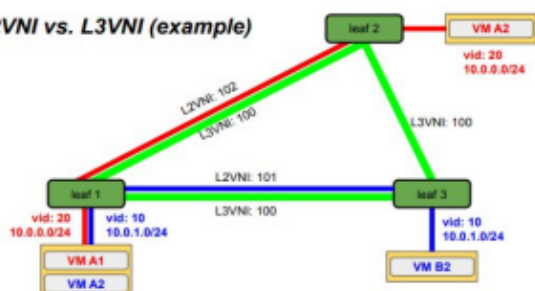 VNI vs. L3VNI (example)
leaf 2
VM A2
vid: 20
10.0.0.0/24
L2VNI: 102
L3VNI: 100
L3VNI: 100
L2VNI: 101
leaf 1
leaf 3
L3VNI: 100
vid: 20
10.0.0.0/24
vid: 10
10.0.1.0/24
vid: 10
10.0.1.0/24
VM A1
VM A2
VM B2